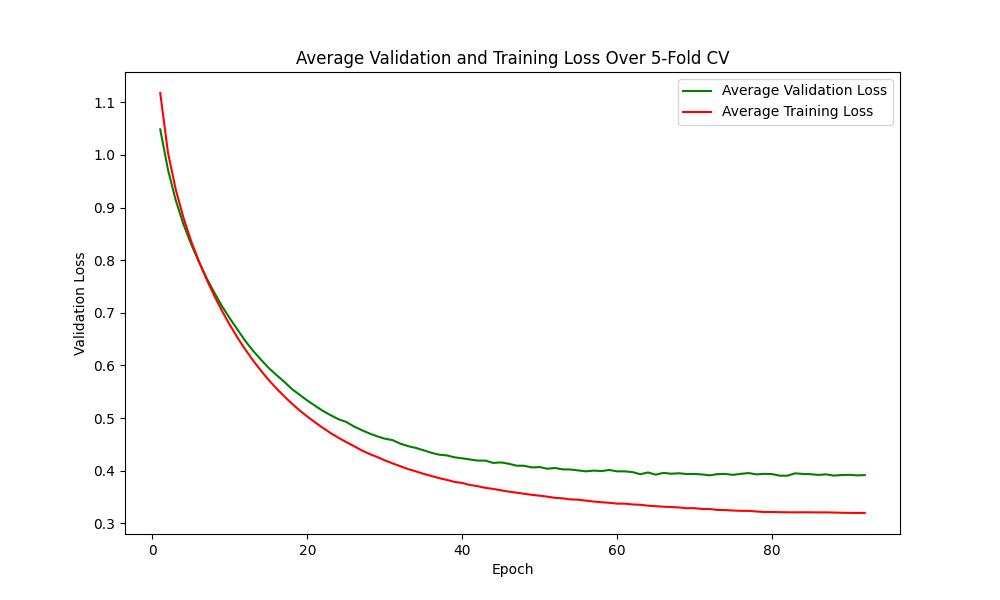 Average Validation and Training Loss Over 5-Fold CV
Average Validation Loss
Average Training Loss
1.1
1.0
0.9
0.8
0.7
0.6
0.5
0.4
0.3
Validation Loss
0 20 40 60 80
Epoch